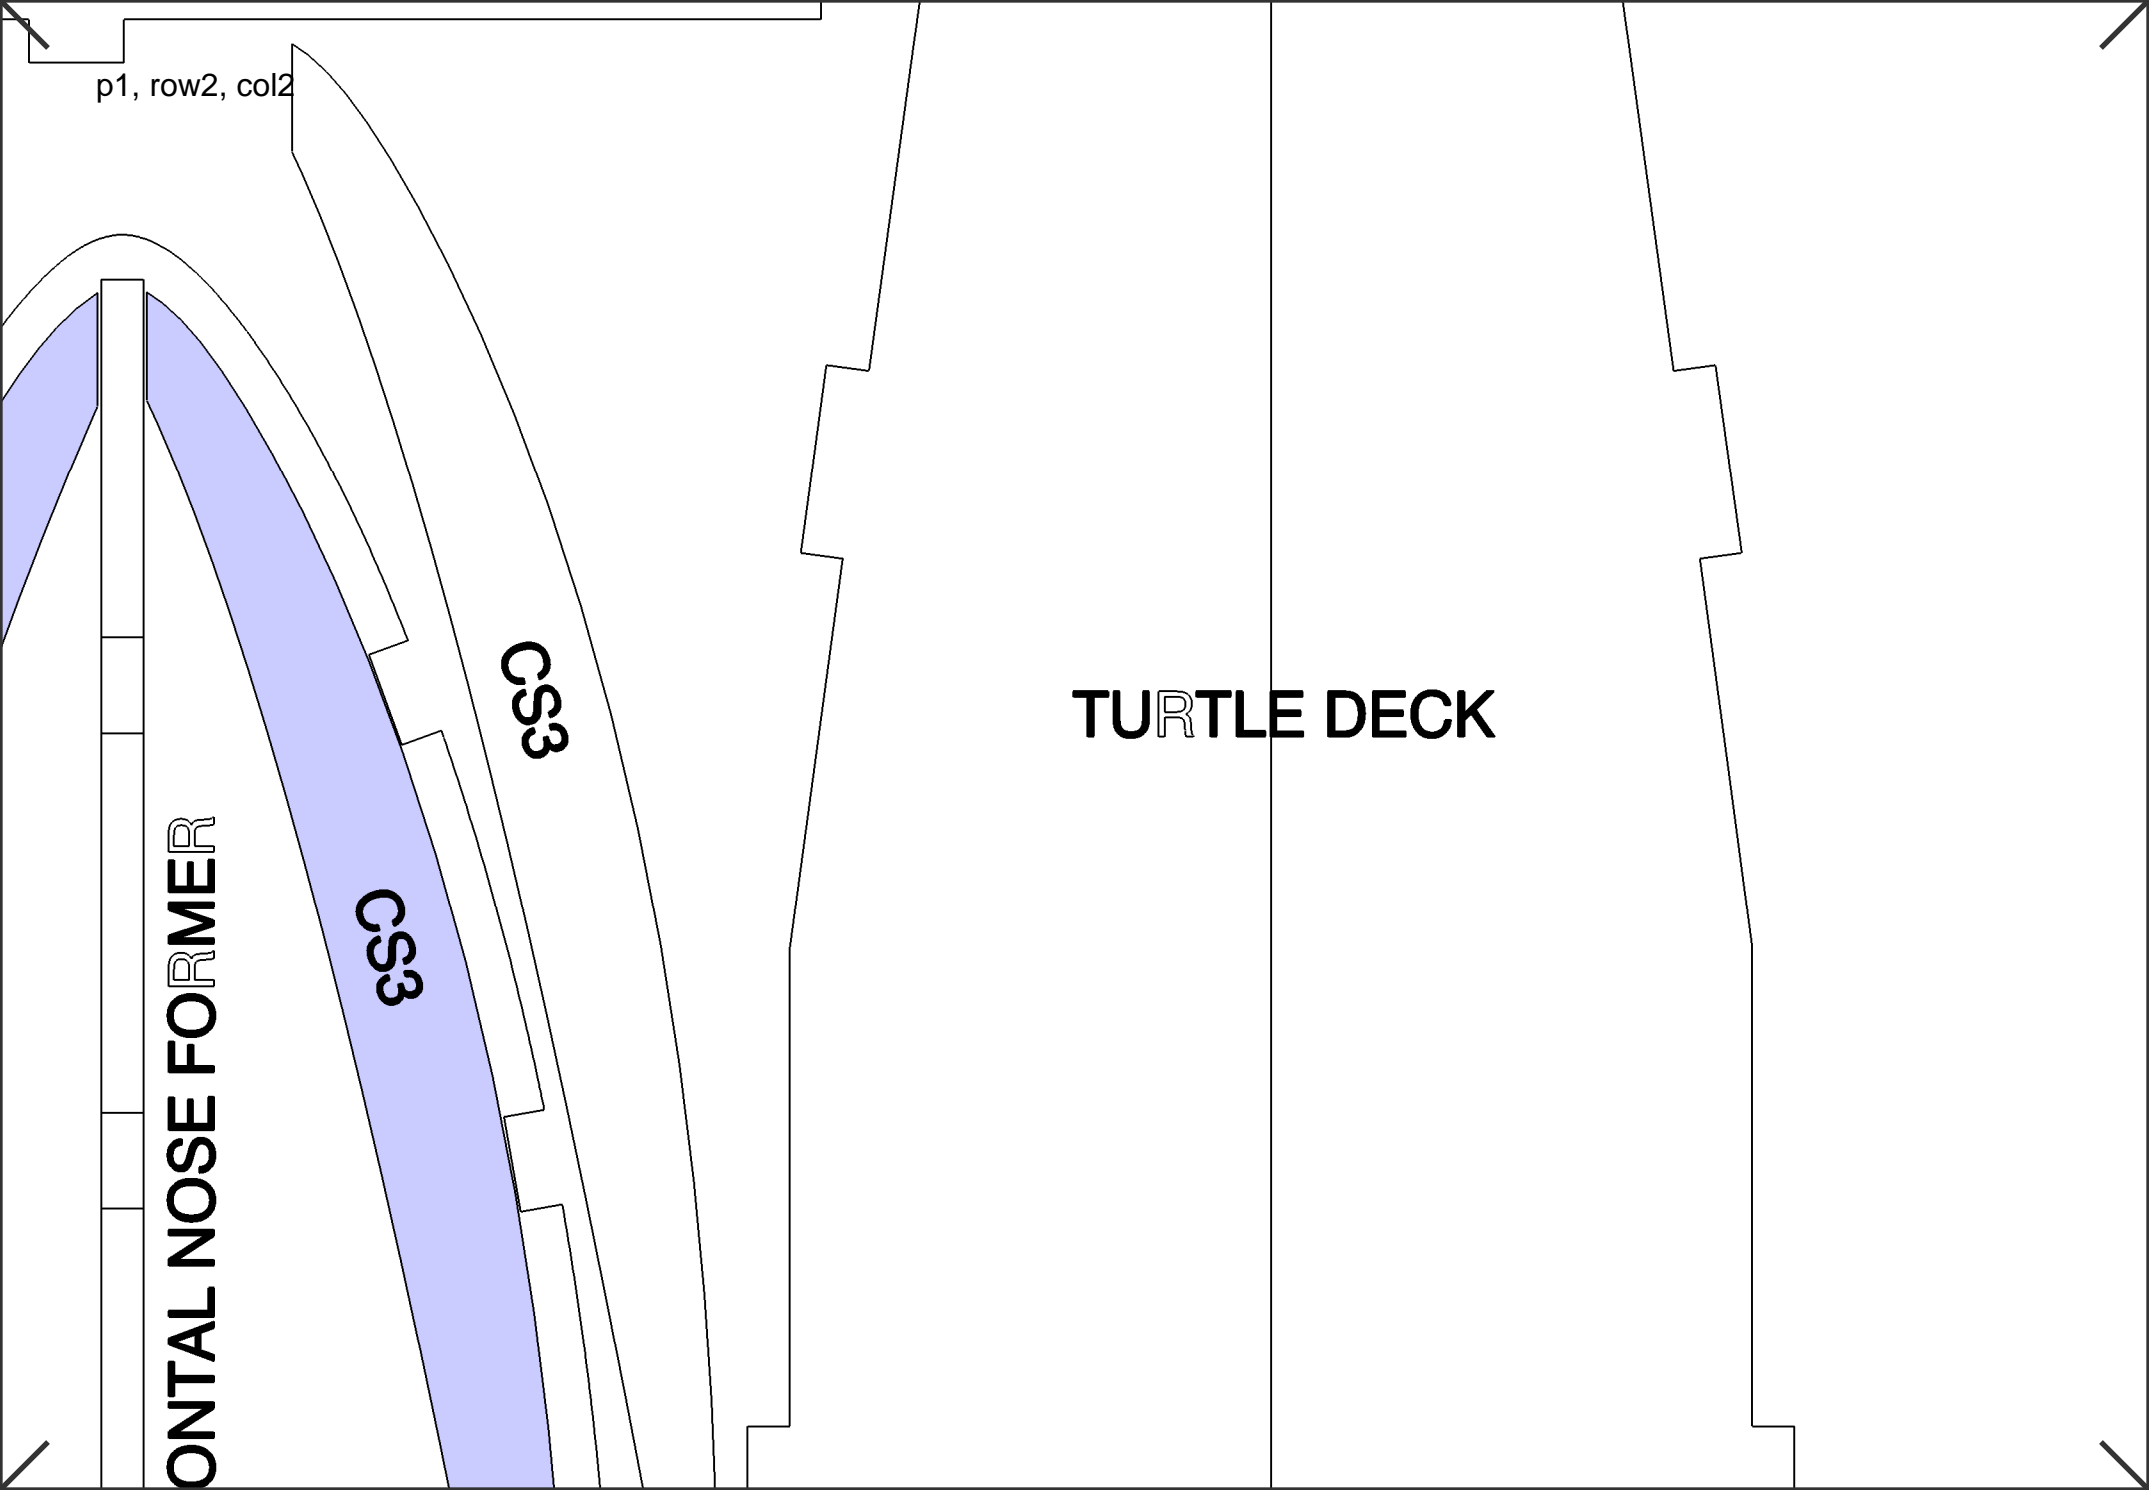 p1, row2, col2
CS3
TURTLE DECK
CS3
ONTAL NOSE FORMER